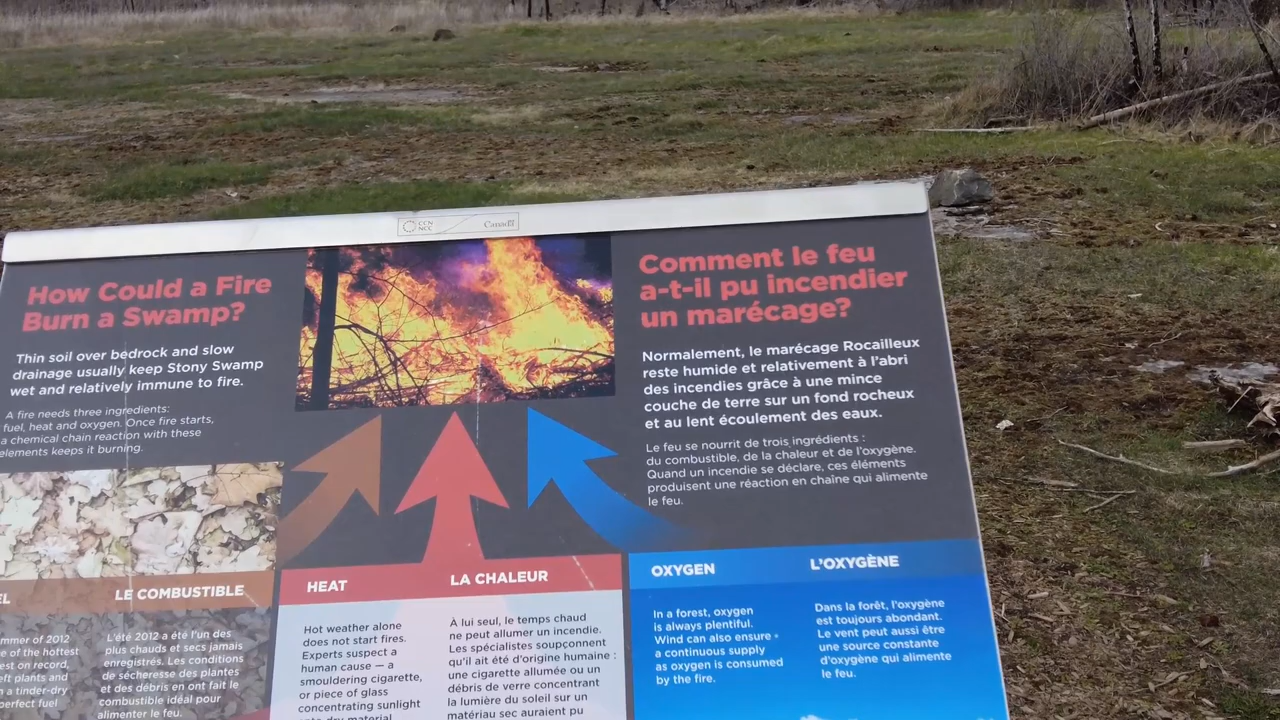 CCN
NCC
Canada
How Could a Fire
Burn a Swamp?
Thin soil over bedrock and slow
drainage usually keep Stony Swamp
wet and relatively immune to fire.
A fire needs three ingredients:
fuel, heat and oxygen. Once fire starts,
a chemical chain reaction with these
elements keeps it burning.
Comment le feu
a-t-il pu incendier
un marécage?
Normalement, le marécage Rocailleux
reste humide et relativement à l'abri
des incendies grâce à une mince
couche de terre sur un fond rocheux
et au lent écoulement des eaux.
Le feu se nourrit de trois ingrédients :
du combustible, de la chaleur et de l'oxygène.
Quand un incendie se déclare, ces éléments
produisent une réaction en chaîne qui alimente
le feu.
LE COMBUSTIBLE
of 2012
of the hottest
on record,
plants and
a tinder-dry
fuel
L'été 2012 a été l'un des
plus chauds et secs jamais
enregistrés. Les conditions
de sécheresse des plantes
et des débris en ont fait le
combustible idéal pour
alimenter le feu.
HEAT
Hot weather alone
does not start fires.
Experts suspect a
human cause — a
smouldering cigarette,
or piece of glass
concentrating sunlight
dry material
LA CHALEUR
À lui seul, le temps chaud
ne peut allumer un incendie.
Les spécialistes soupçonnent
qu'il ait été d'origine humaine :
une cigarette allumée ou un
débris de verre concentrant
la lumière du soleil sur un
matériau sec auraient pu
OXYGEN
In a forest, oxygen
is always plentiful.
Wind can also ensure
a continuous supply
as oxygen is consumed
by the fire.
L'OXYGÈNE
Dans la forêt, l'oxygène
est toujours abondant.
Le vent peut aussi être
une source constante
d'oxygène qui alimente
le feu.